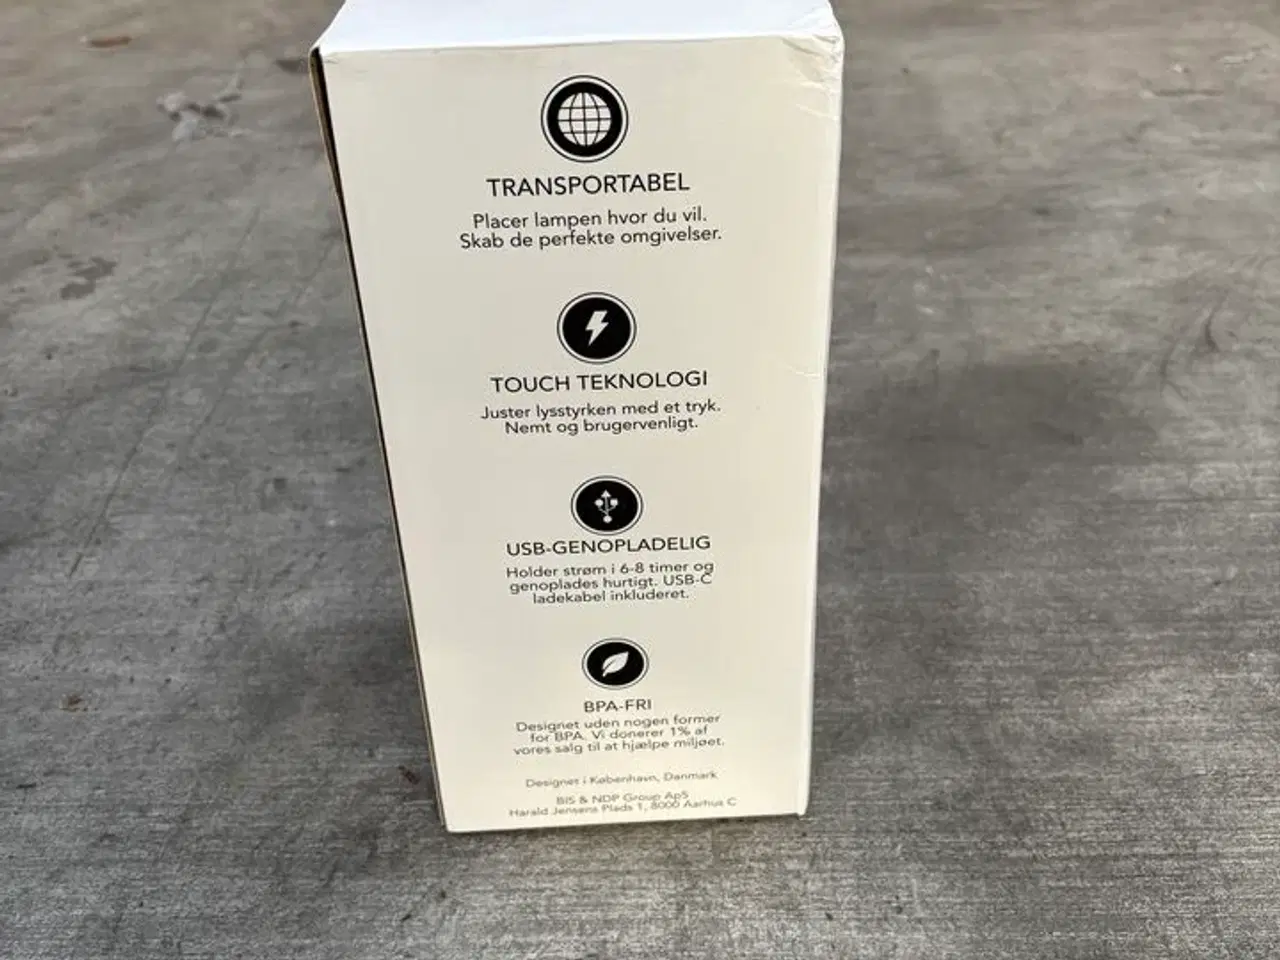 TRANSPORTABEL
Placer lampen hvor du vil.
Skab de perfekte omgivelser.
TOUCH TEKNOLOGI
Juster lysstyrken med et tryk.
Nemt og brugervenligt.
USB-GENOPLADELIG
Holder strøm i 6-8 timer og
genoplades hurtigt. USB-C
ladekabel inkluderet.
BPA-FRI
Designet uden nogen former
for BPA. Vi donerer 1% af
vores salg til at hjælpe miljøet.
Designet i København, Danmark
BIS & NDP Group ApS
Harald Jensens Plads 1, 8000 Aarhus C